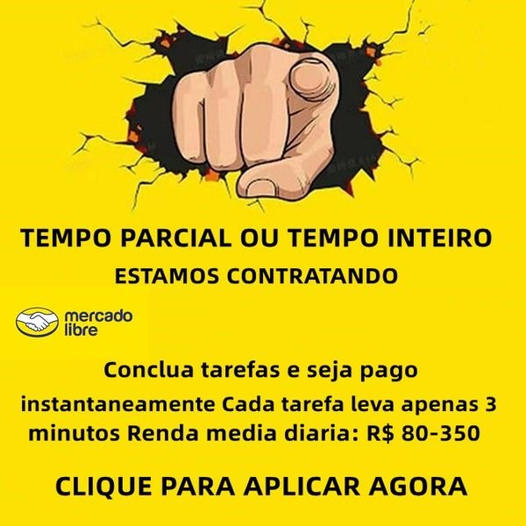 TEMPO PARCIAL OU TEMPO INTEIRO
ESTAMOS CONTRATANDO
mercado
libre
Conclua tarefas e seja pago
instantaneamente Cada tarefa leva apenas 3
minutos Renda media diaria: R$ 80-350
CLIQUE PARA APLICAR AGORA